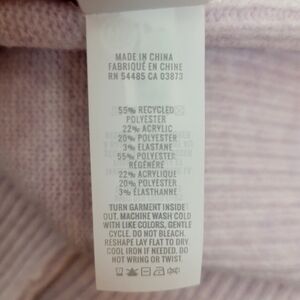 MADE IN CHINA
FABRIQUÉ EN CHINE
RN 54485 CA 03873
55% RECYCLED
POLYESTER
22% ACRYLIC
20% POLYESTER
3% ELASTANE
55% POLYESTER
RÉGÉNÉRÉ
22% ACRYLIQUE
20% POLYESTER
3% ÉLASTHANNE
TURN GARMENT INSIDE
OUT. MACHINE WASH COLD
WITH LIKE COLORS, GENTLE
CYCLE. DO NOT BLEACH.
RESHAPE LAY FLAT TO DRY.
COOL IRON IF NEEDED. DO
NOT WRING OR TWIST.